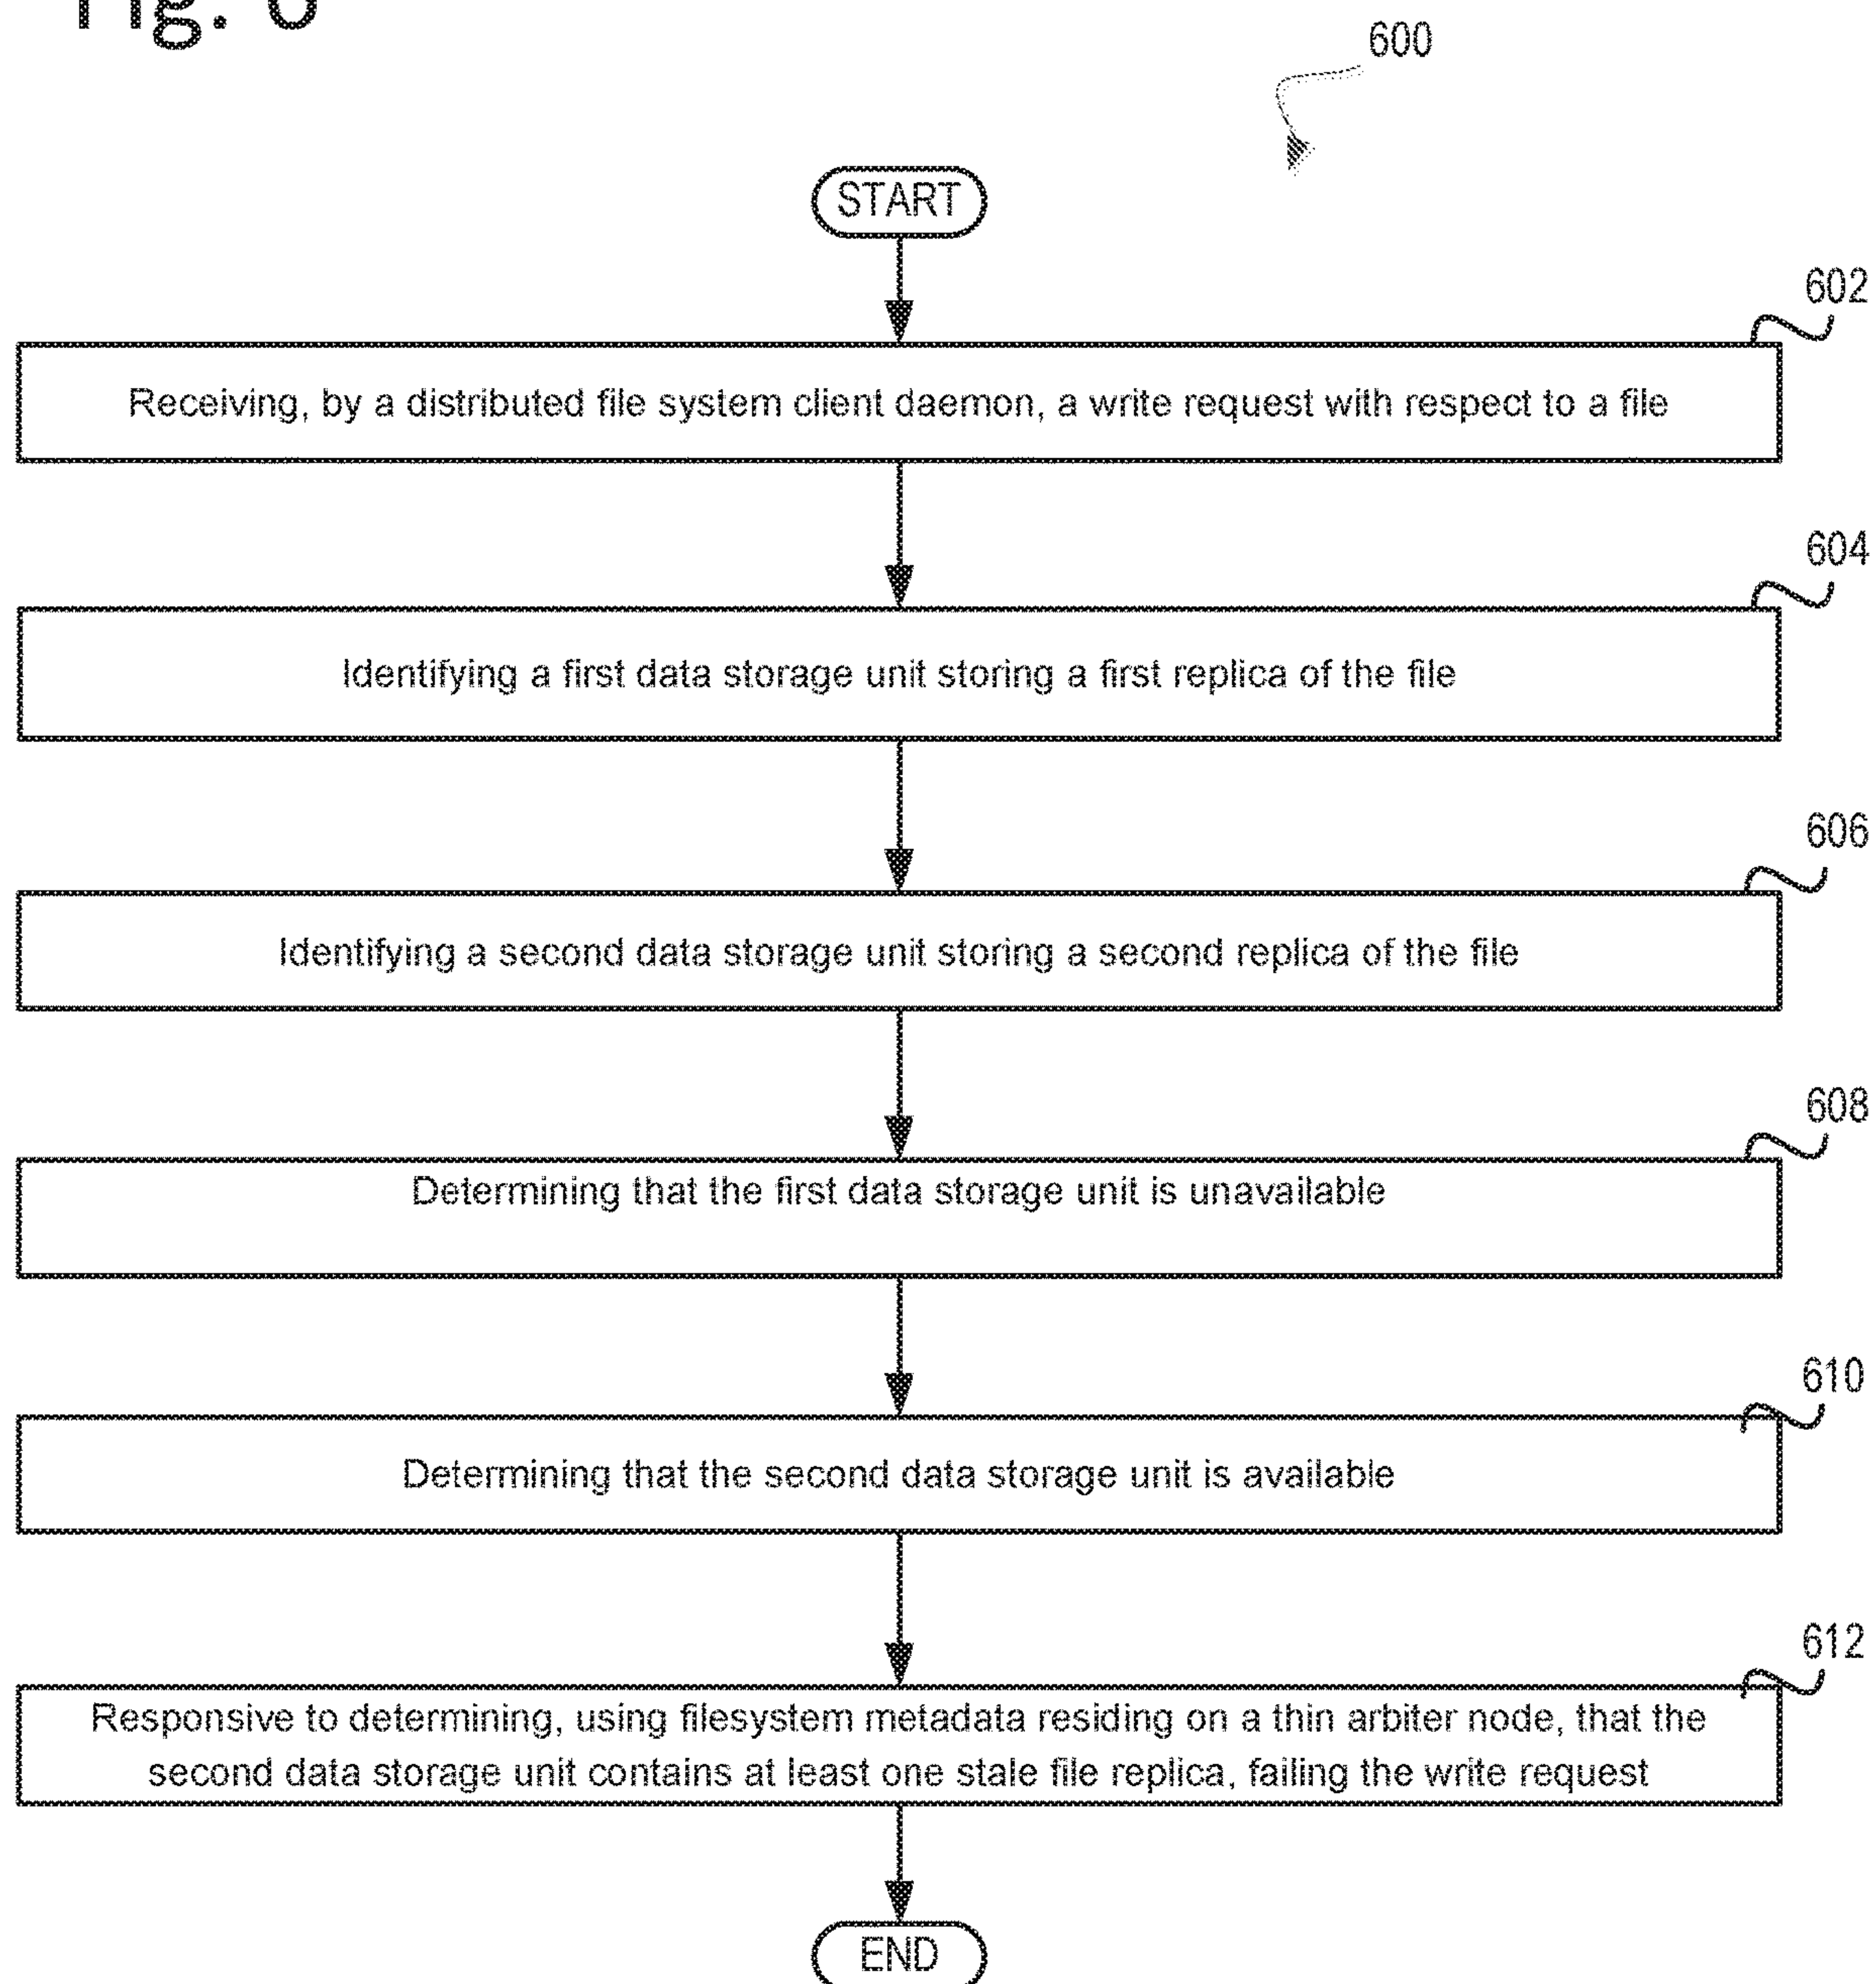 Fig. 6
600
START
602
Receiving, by a distributed file system client daemon, a write request with respect to a file
604
Identifying a first data storage unit storing a first replica of the file
606
Identifying a second data storage unit storing a second replica of the file
608
Determining that the first data storage unit is unavailable
610
Determining that the second data storage unit is available
612
Responsive to determining, using filesystem metadata residing on a thin arbiter node, that the
second data storage unit contains at least one stale file replica, failing the write request
END